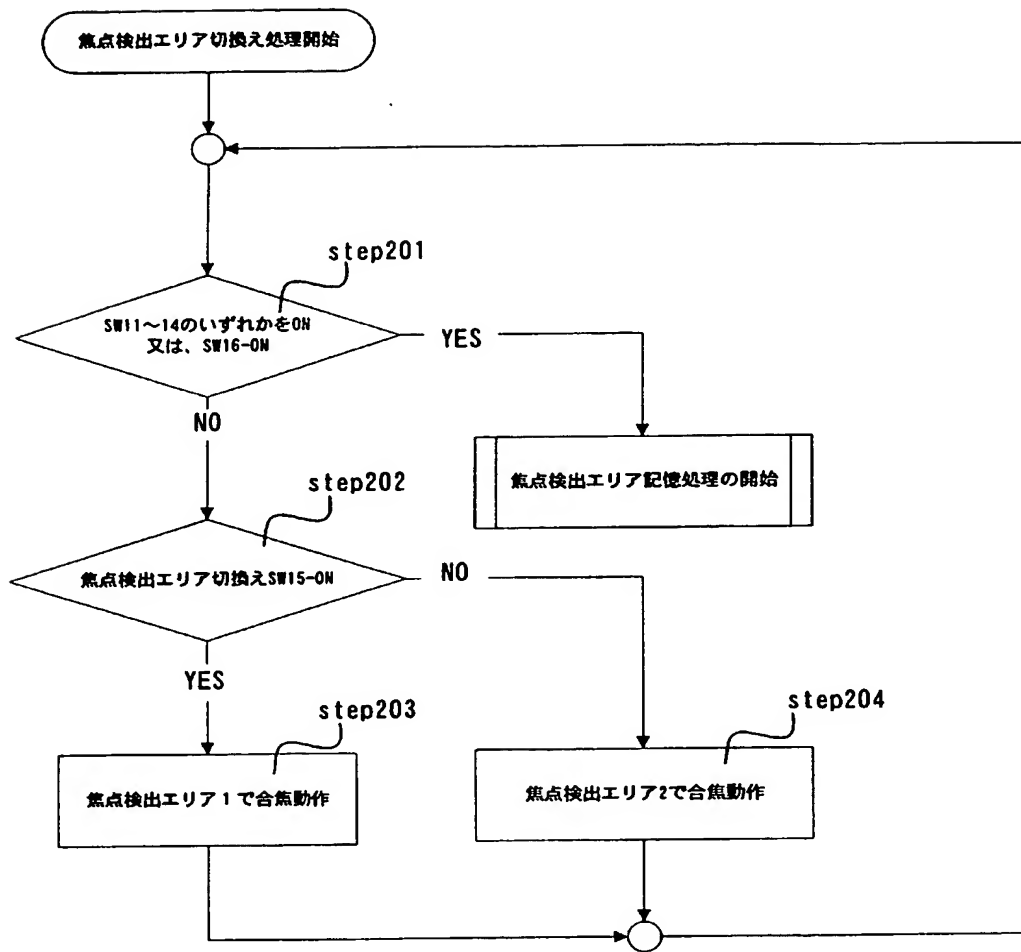 焦点検出エリア切換え処理開始
step201
SW11～14のいずれかをON
又は、SW16-ON
YES
NO
焦点検出エリア記憶処理の開始
step202
焦点検出エリア切換えSW15-ON
NO
YES
step203
step204
焦点検出エリア1で合焦動作
焦点検出エリア2で合焦動作